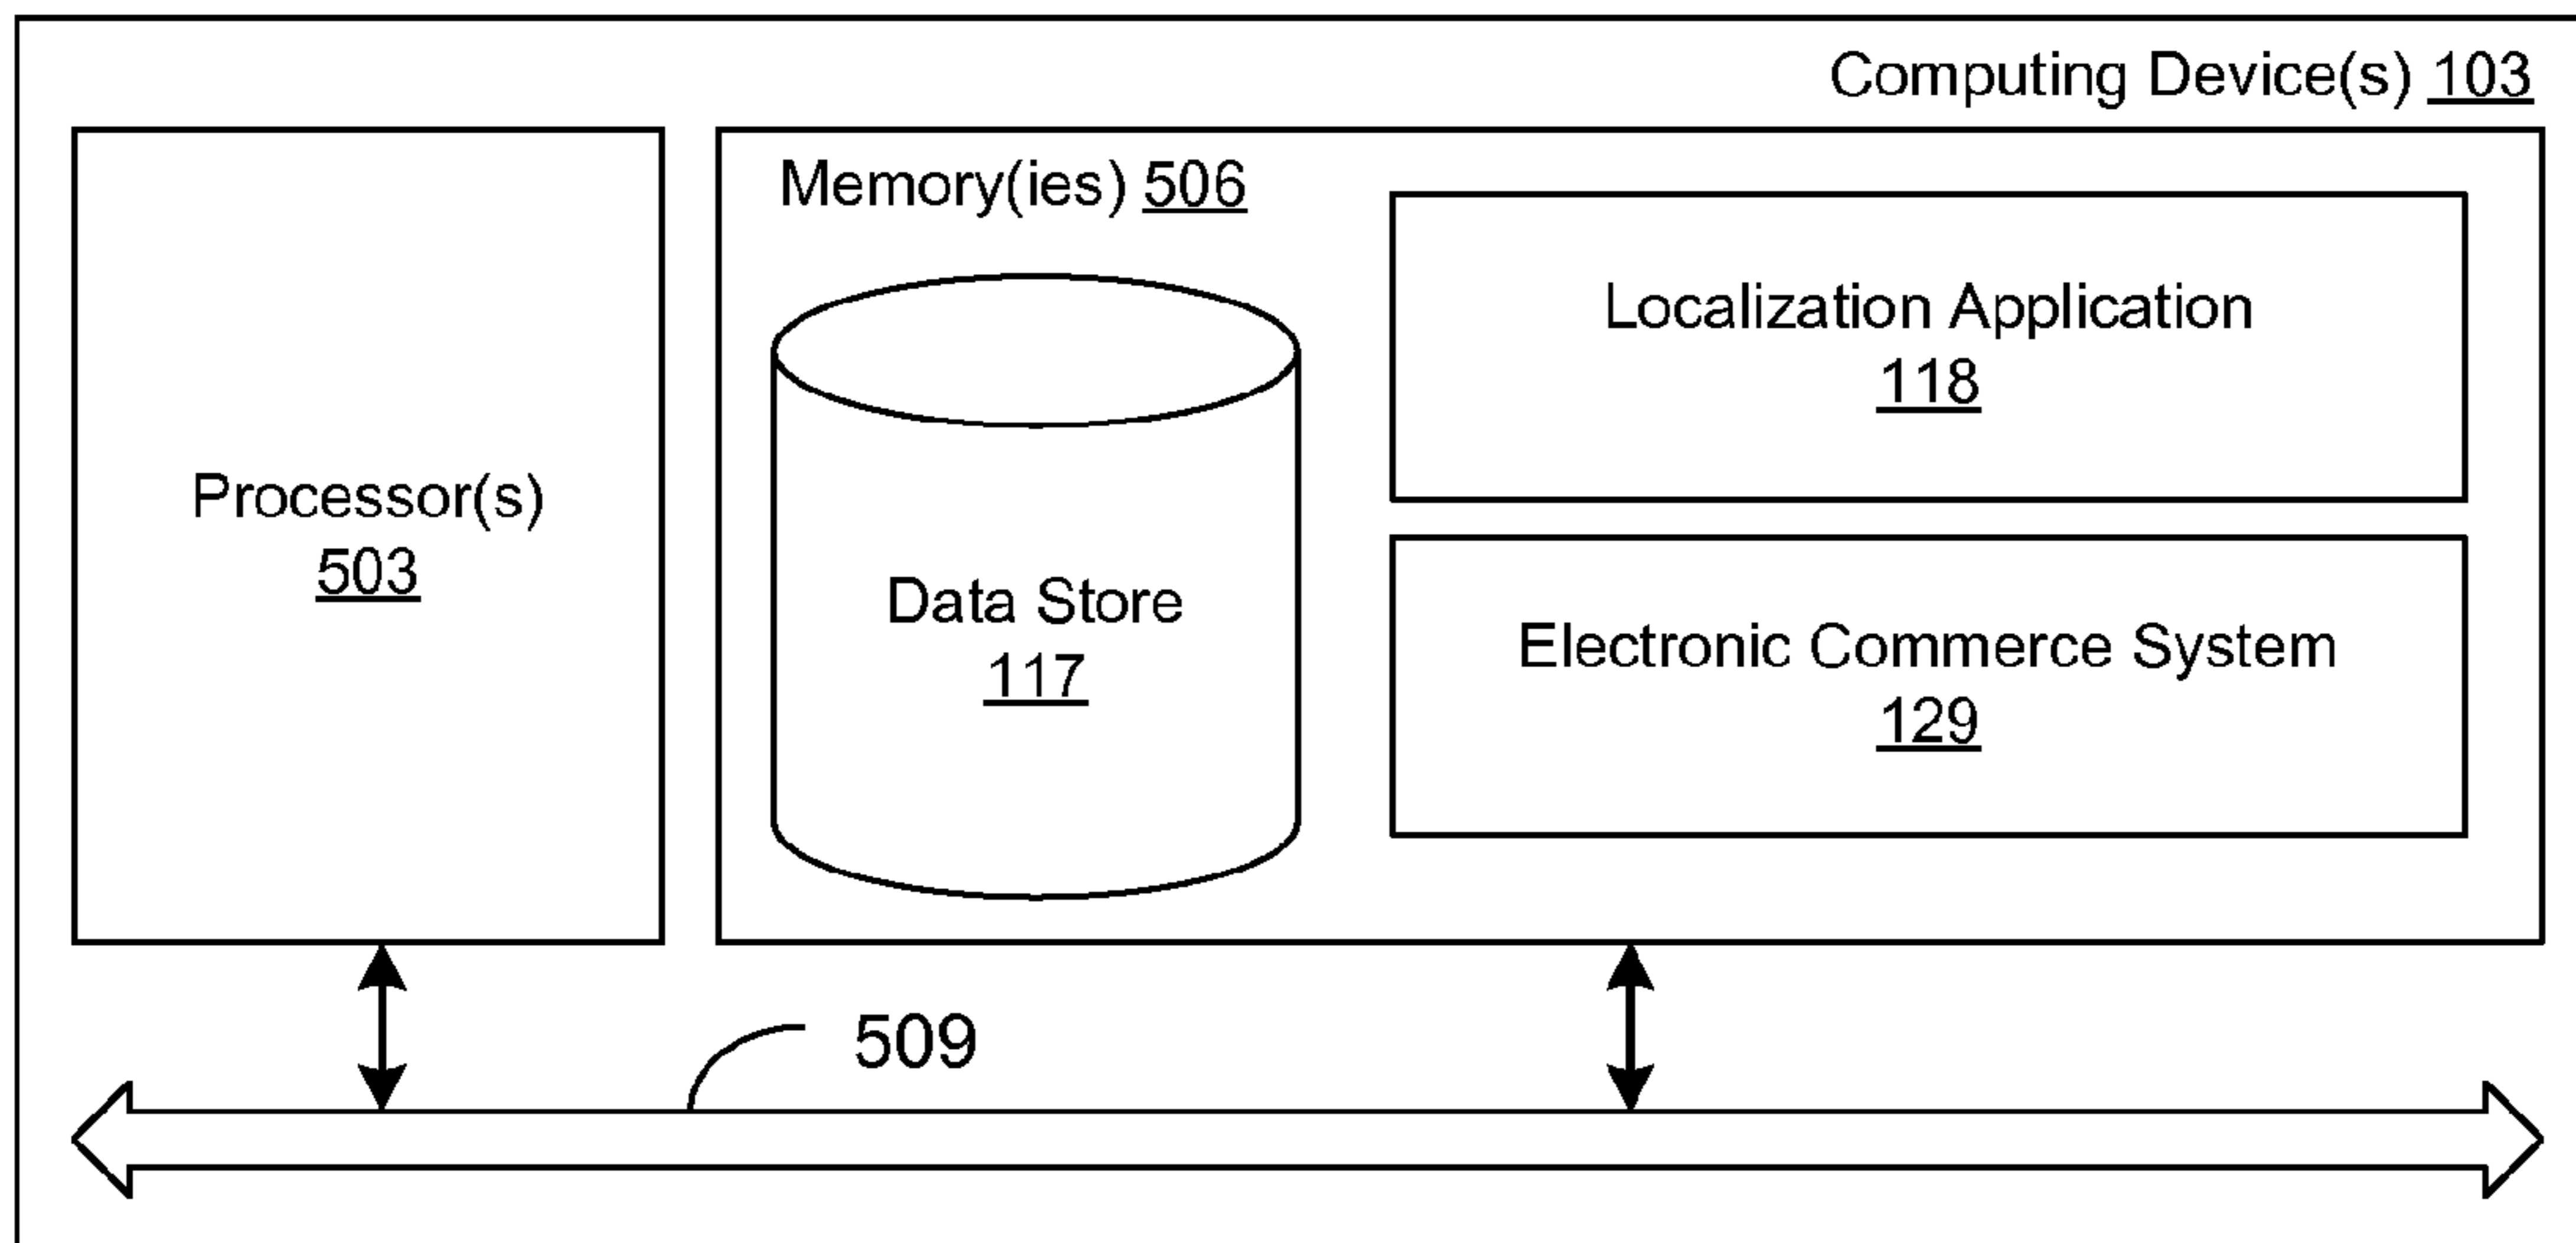 Computing Device(s) 103
Memory(ies) 506
Localization Application
118
Processor(s)
503
Data Store
117
Electronic Commerce System
129
509